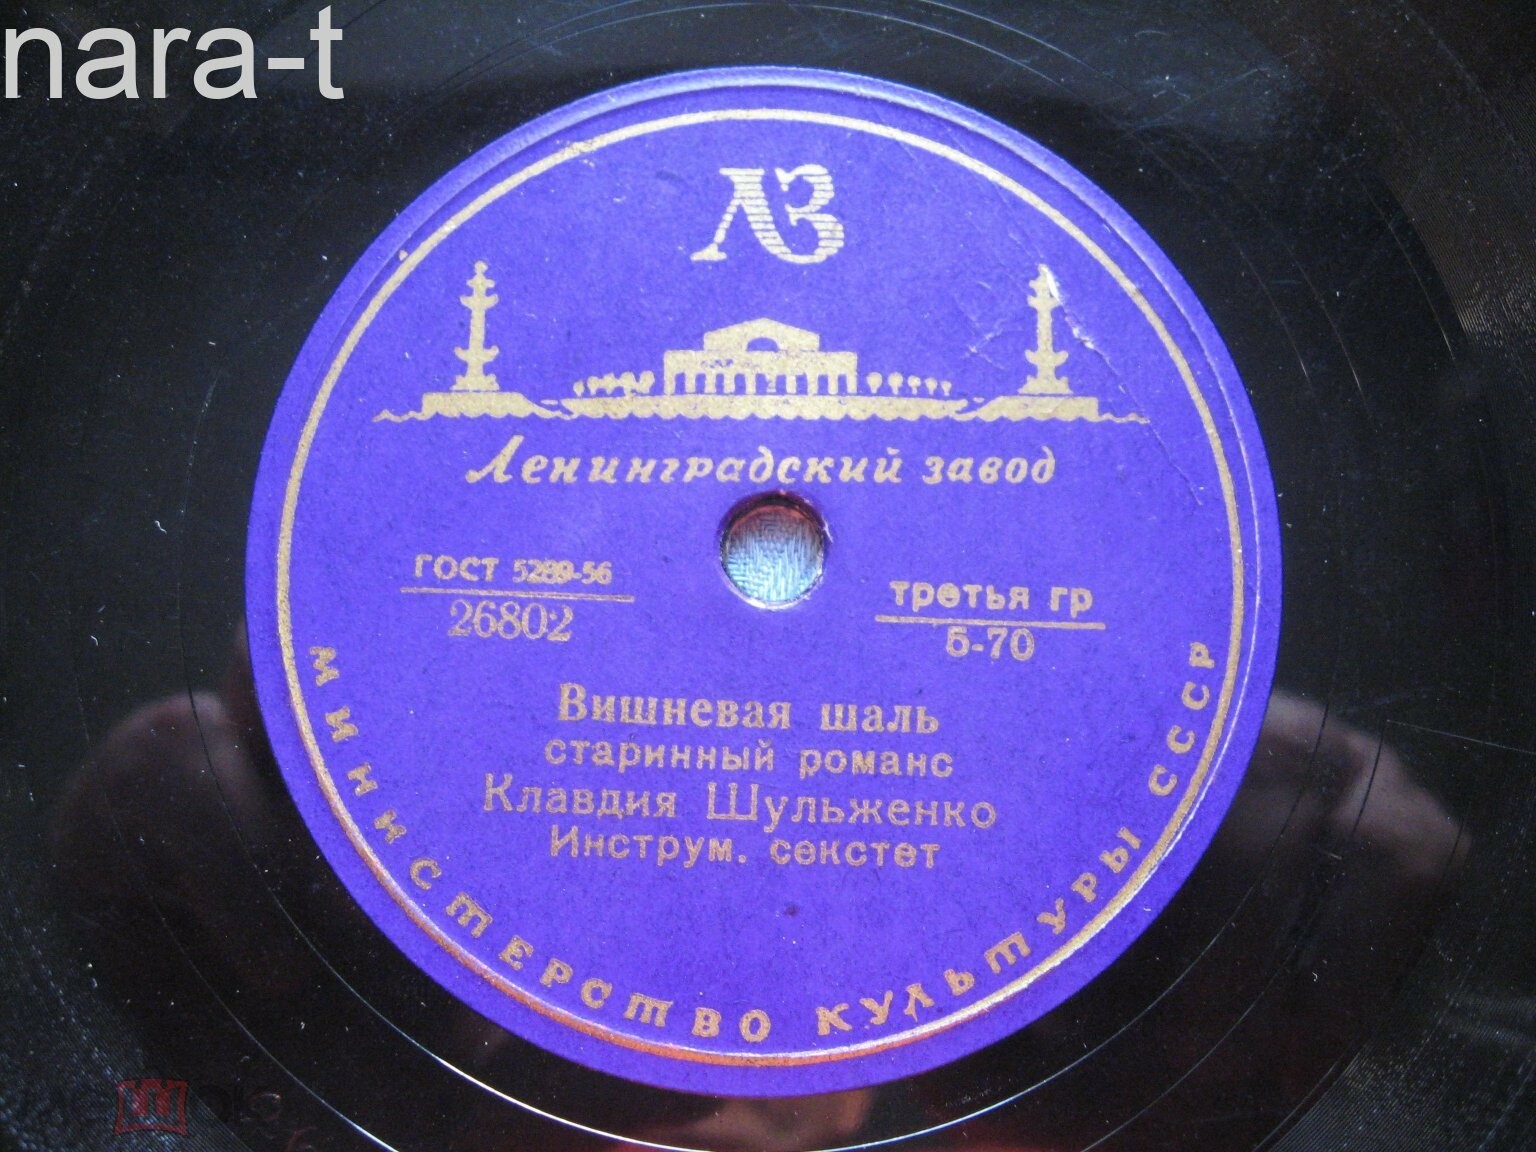 nara-t
ЛЗ
Ленинградский завод
ГОСТ 5289-56
26802
третья гр
5-70
Вишневая шаль
старинный романс
Клавдия Шульженко
Инструм. секстет
МИНИСТЕРСТВО КУЛЬТУРЫ СССР